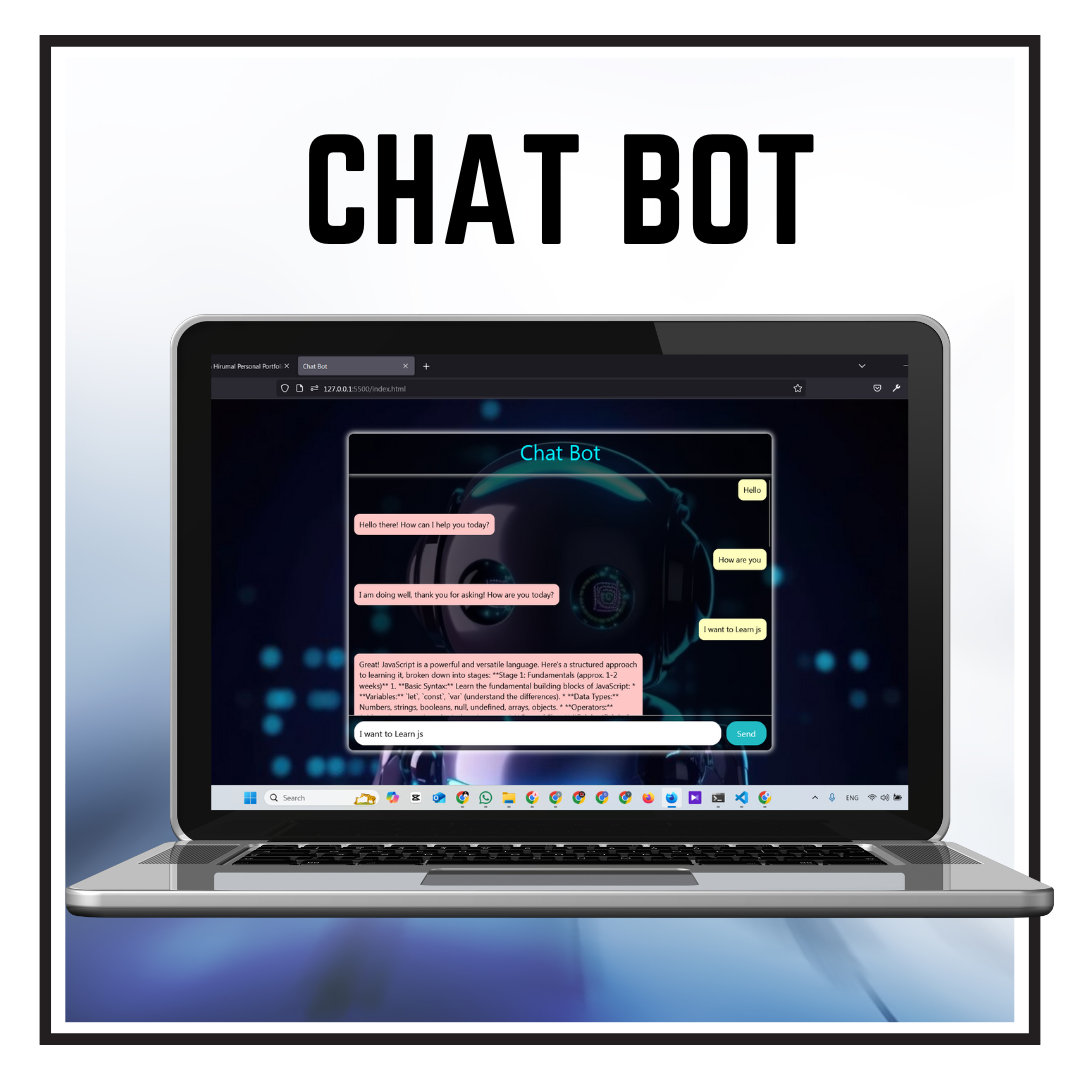 CHAT BOT
Hirumal Personal Portfol
Chat Bot
127.0.0.1:5500/index.html
Chat Bot
Hello
Hello there! How can I help you today?
How are you
I am doing well, thank you for asking! How are you today?
I want to Learn js
Great! JavaScript is a powerful and versatile language. Here's a structured approach
to learning it, broken down into stages: **Stage 1: Fundamentals (approx. 1-2
weeks)** 1. **Basic Syntax:** Learn the fundamental building blocks of JavaScript: *
**Variables:** `let`, `const`, `var` (understand the differences). * **Data Types:**
Numbers, strings, booleans, null, undefined, arrays, objects. * **Operators:**
I want to Learn js
Send
Search
ENG